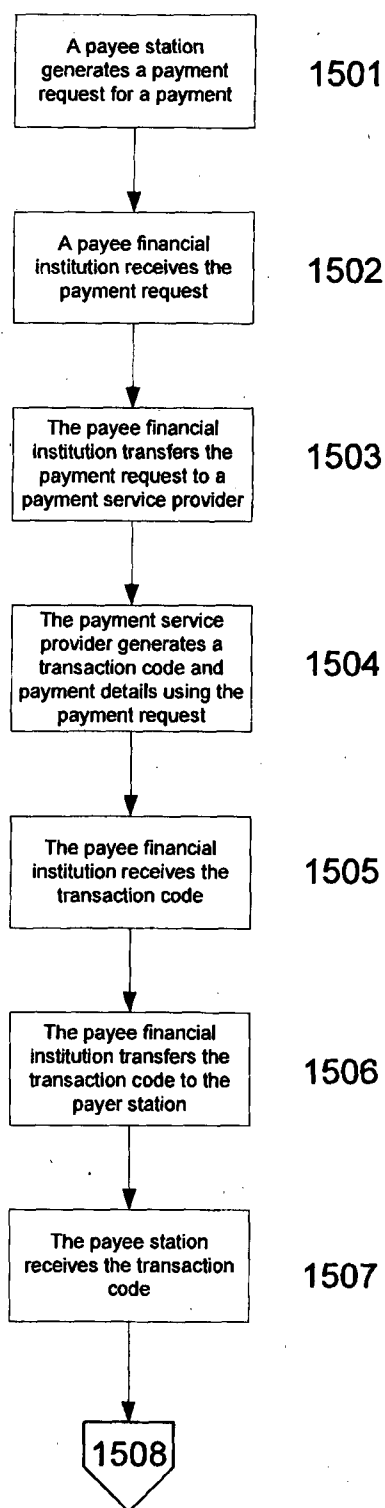 A payee station
generates a payment
request for a payment
1501
A payee financial
institution receives the
payment request
1502
The payee financial
institution transfers the
payment request to a
payment service provider
1503
The payment service
provider generates a
transaction code and
payment details using the
payment request
1504
The payee financial
institution receives the
transaction code
1505
The payee financial
institution transfers the
transaction code to the
payer station
1506
The payee station
receives the transaction
code
1507
1508